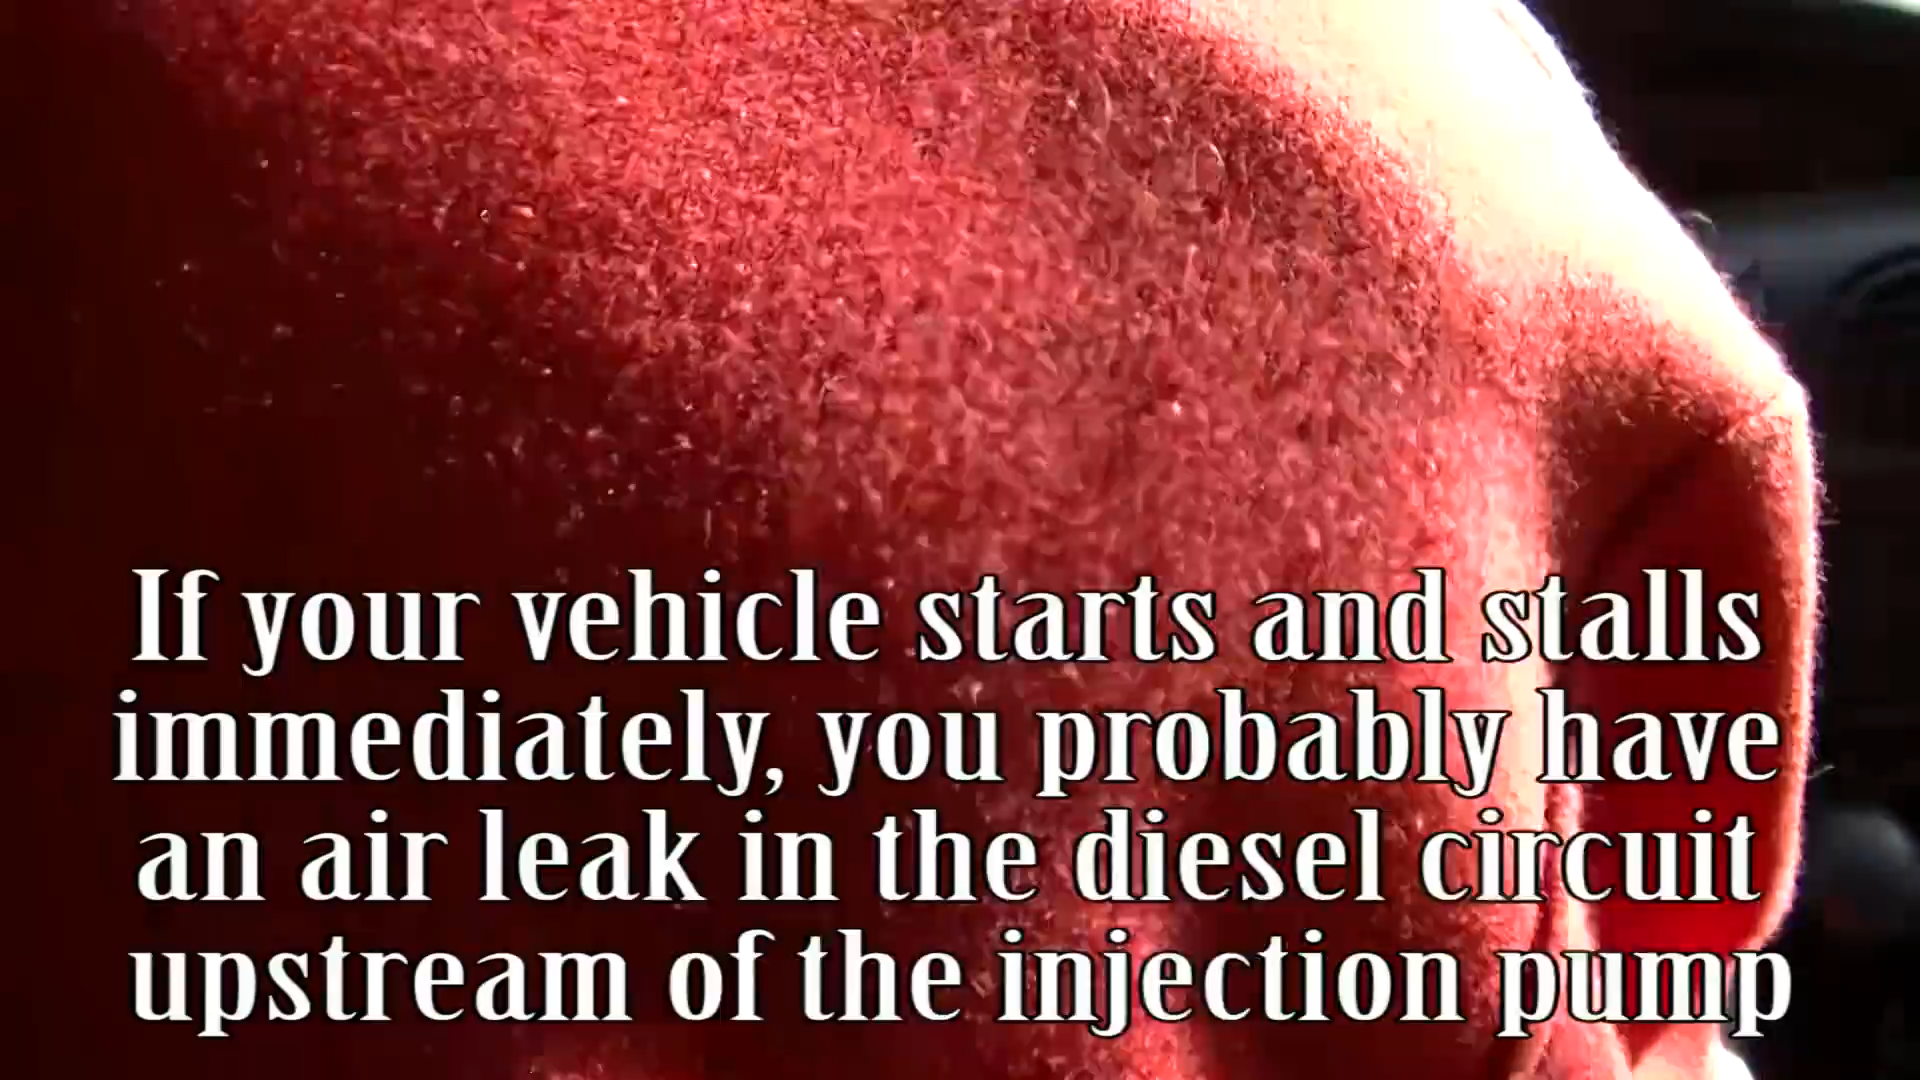 If your vehicle starts and stalls
immediately, you probably have
an air leak in the diesel circuit
upstream of the injection pump